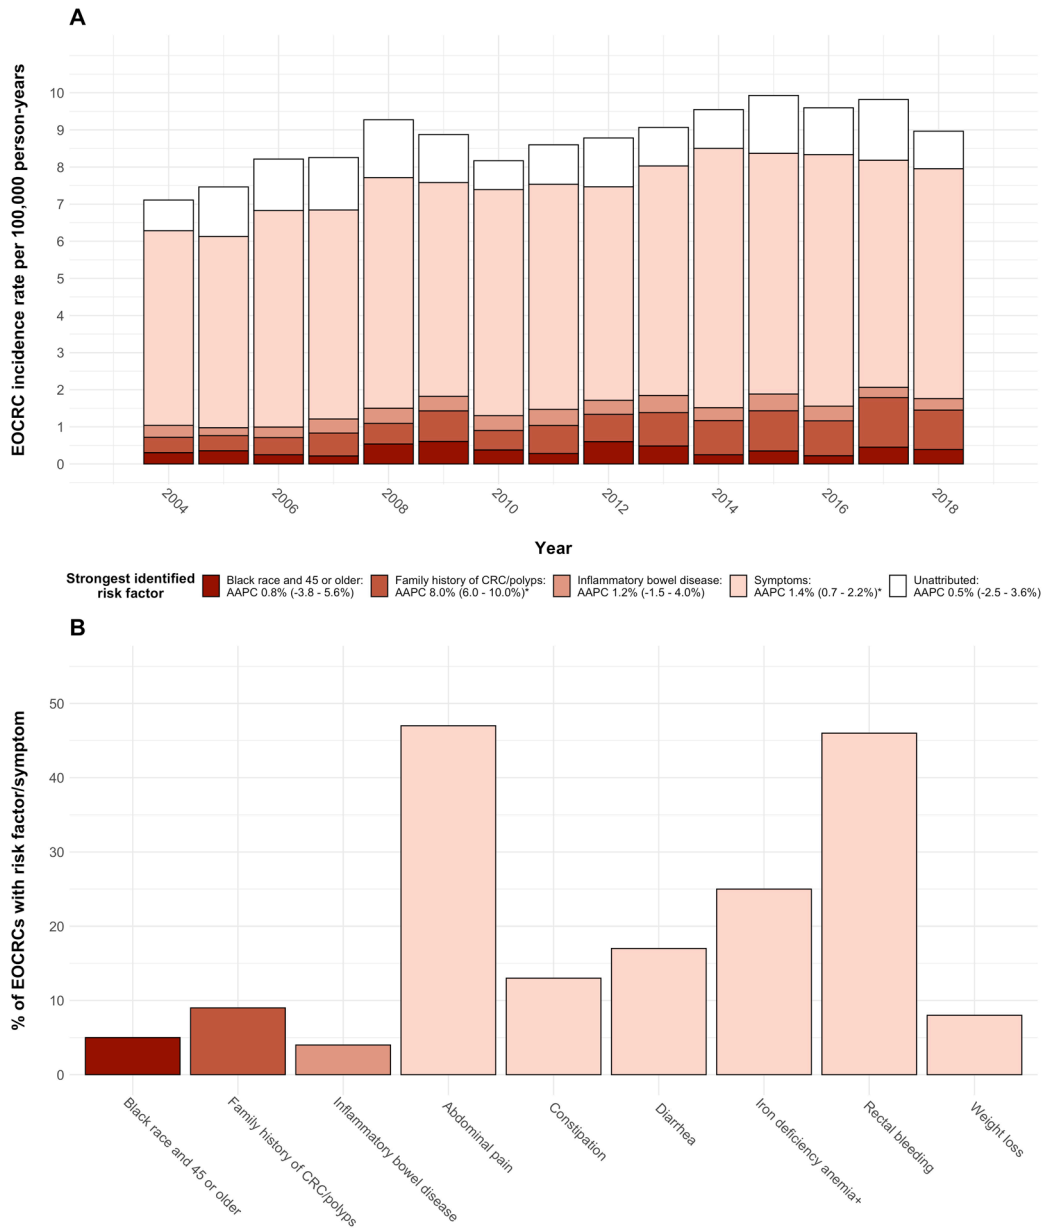 A
EOCRC incidence rate per 100,000 person-years
10
9
8
7
6
5
4
3
2
1
0
2004
2006
2008
2010
2012
2014
2016
2018
Year
Strongest identified
risk factor
Black race and 45 or older:
AAPC 0.8% (-3.8 - 5.6%)
Family history of CRC/polyps:
AAPC 8.0% (6.0 - 10.0%)*
Inflammatory bowel disease:
AAPC 1.2% (-1.5 - 4.0%)
Symptoms:
AAPC 1.4% (0.7 - 2.2%)*
Unattributed:
AAPC 0.5% (-2.5 - 3.6%)
B
% of EOCRCs with risk factor/symptom
50
40
30
20
10
0
Black race and 45 or older
Family history of CRC/polyps
Inflammatory bowel disease
Abdominal pain
Constipation
Diarrhea
Iron deficiency anemia+
Rectal bleeding
Weight loss